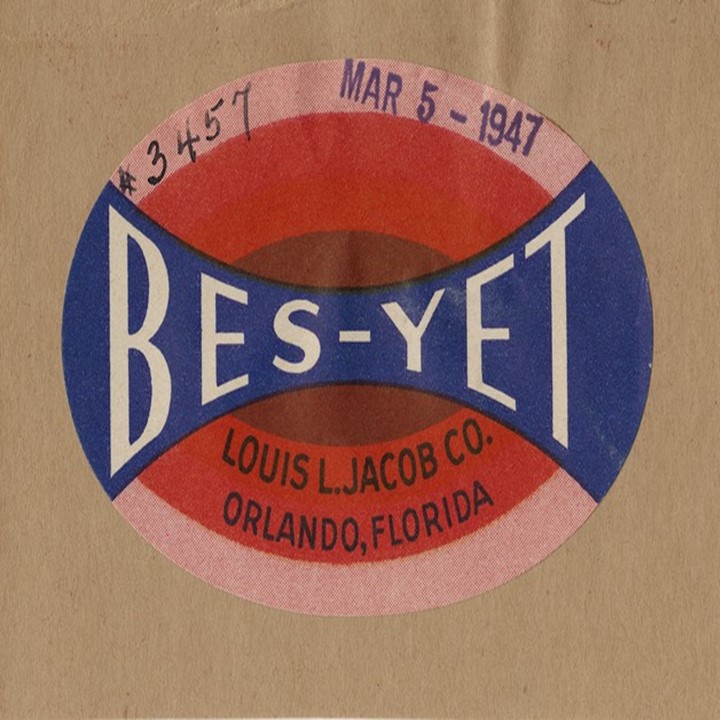 #3457
MAR 5-1947
BES-YET
LOUIS L.JACOB CO.
ORLANDO, FLORIDA